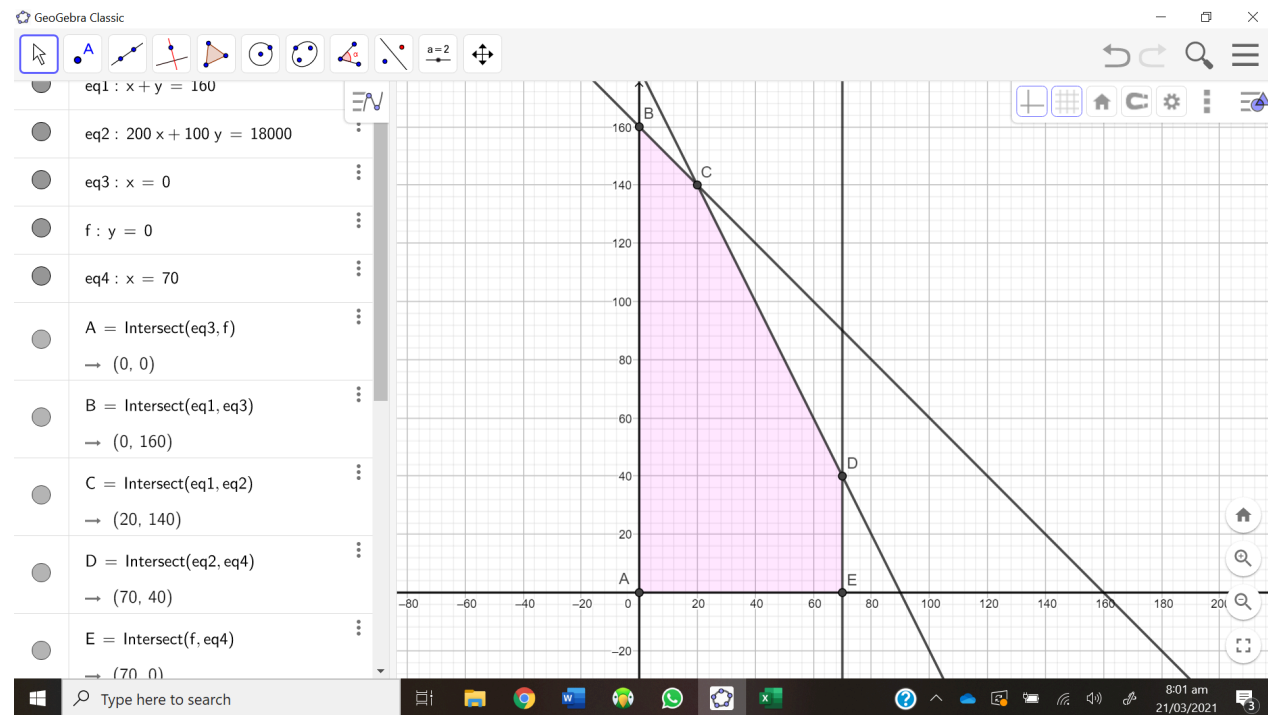 GeoGebra Classic
A
a=2
eq1 : x + y = 160
eq2 : 200 x + 100 y = 18000
eq3 : x = 0
f : y = 0
eq4 : x = 70
A = Intersect(eq3, f)
→ (0, 0)
B = Intersect(eq1, eq3)
→ (0, 160)
C = Intersect(eq1, eq2)
→ (20, 140)
D = Intersect(eq2, eq4)
→ (70, 40)
E = Intersect(f, eq4)
→ (70, 0)
B
160
C
140
120
100
80
60
D
40
20
A
E
–80 –60 –40 –20 0 20 40 60 80 100 120 140 160 180 200
–20
Type here to search
8:01 am
21/03/2021
3